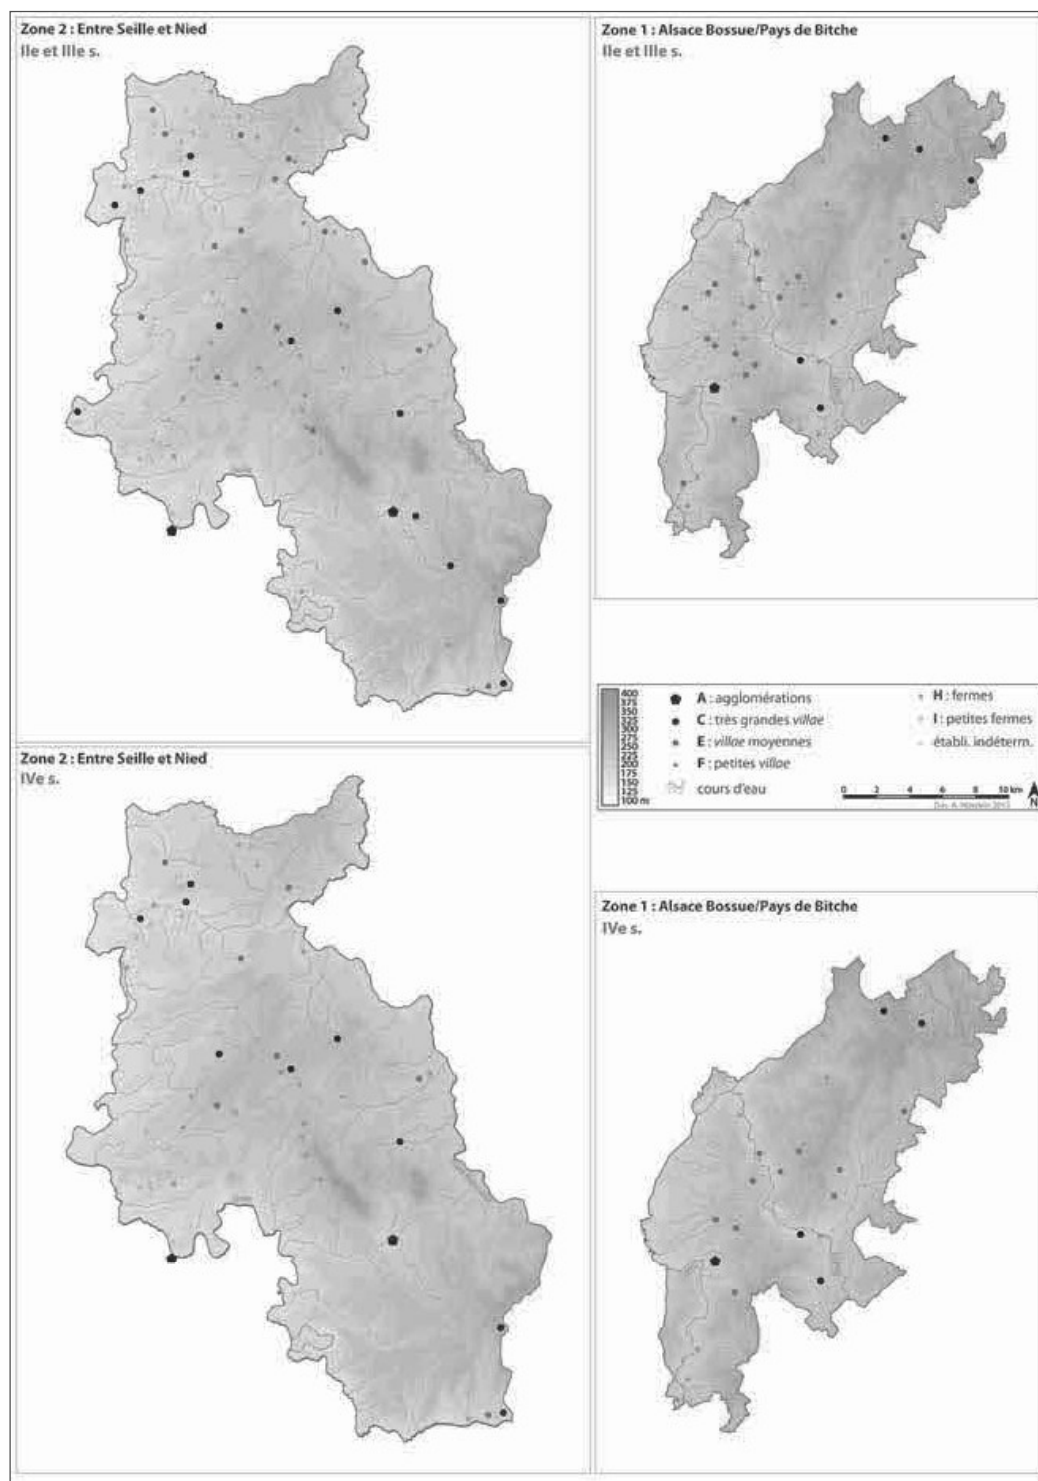 Zone 2 : Entre Seille et Nied
IIe et IIIe s.
Zone 1 : Alsace Bossue/Pays de Bitche
IIe et IIIe s.
400
375
350
325
300
275
250
225
200
175
150
125
100 m
A : agglomérations
C : très grandes villae
E : villae moyennes
F : petites villae
cours d'eau
H : fermes
I : petites fermes
établi. indéterm.
0 2 4 6 8 10 km
N
Zone 2 : Entre Seille et Nied
IVe s.
Zone 1 : Alsace Bossue/Pays de Bitche
IVe s.